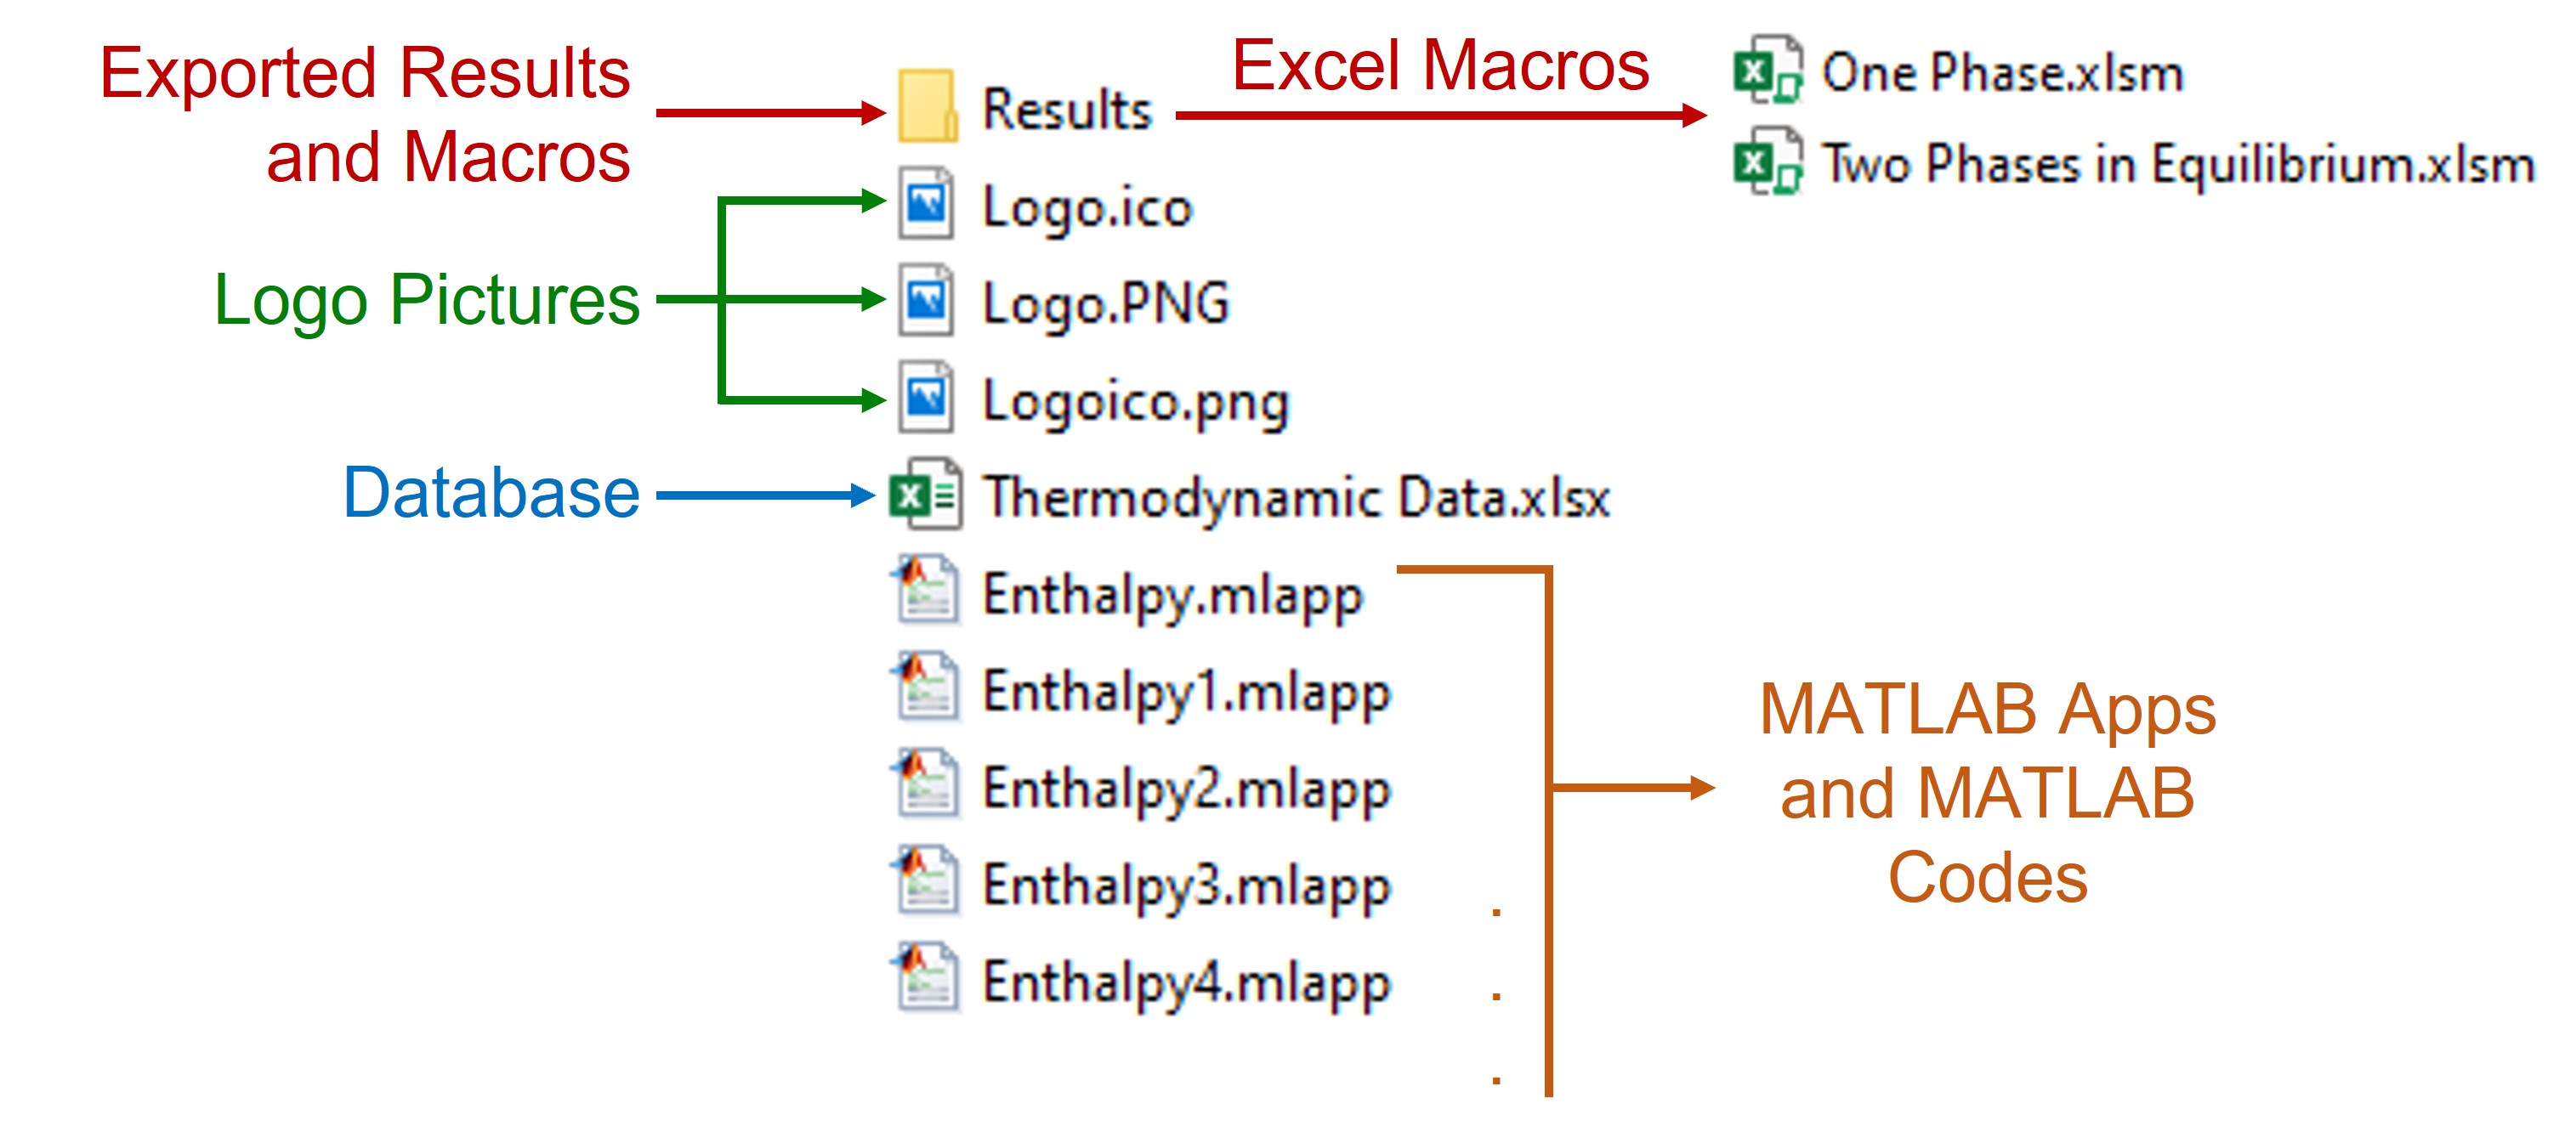 Exported Results
and Macros
Results
Excel Macros
One Phase.xlsm
Two Phases in Equilibrium.xlsm
Logo Pictures
Logo.ico
Logo.PNG
Logoico.png
Database
Thermodynamic Data.xlsx
Enthalpy.mlapp
Enthalpy1.mlapp
Enthalpy2.mlapp
Enthalpy3.mlapp
Enthalpy4.mlapp
.
.
.
MATLAB Apps
and MATLAB
Codes